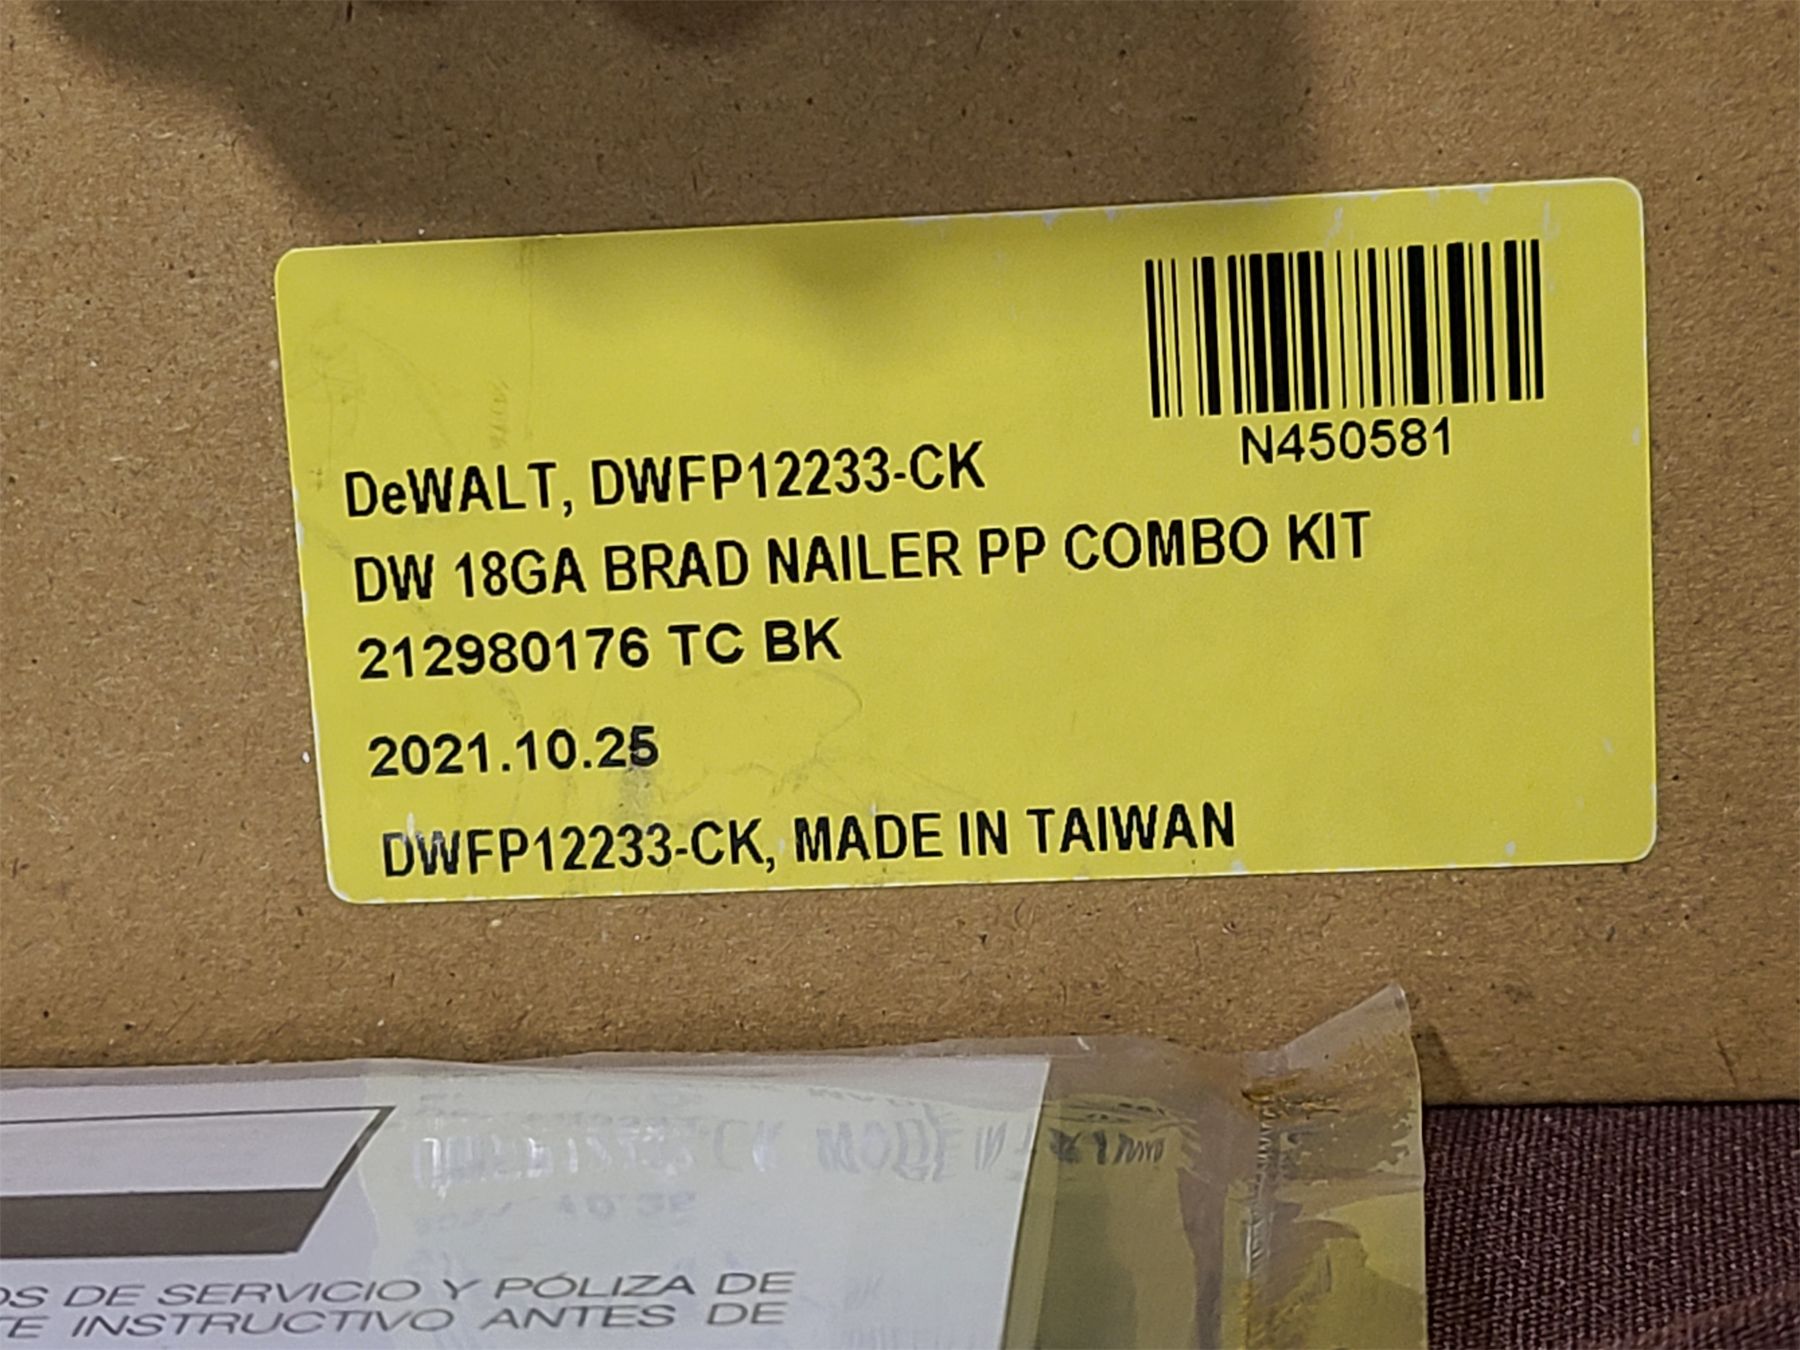 N450581
DeWALT, DWFP12233-CK
DW 18GA BRAD NAILER PP COMBO KIT
212980176 TC BK
2021.10.25
DWFP12233-CK, MADE IN TAIWAN
DE SERVICIO Y PÓLIZA DE
INSTRUCTIVO ANTES DE